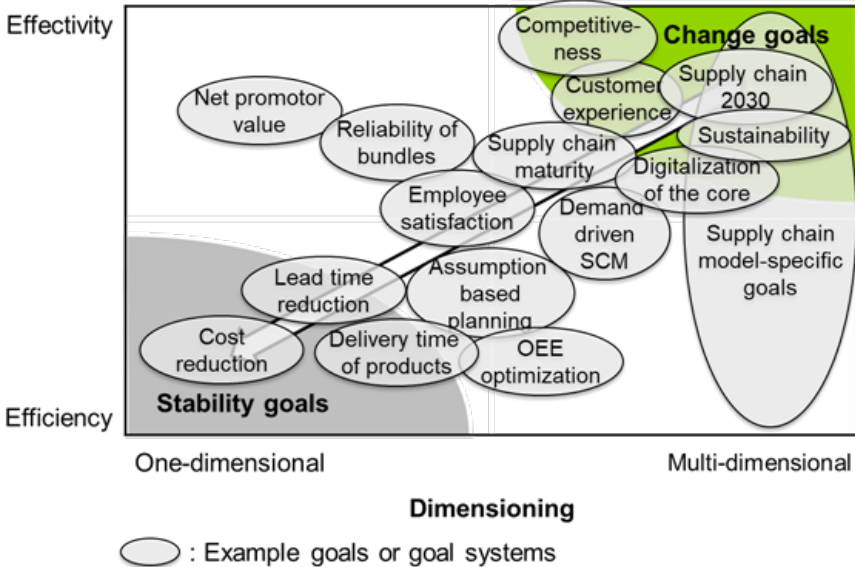 Effectivity
Competitive-
ness
Change goals
Supply chain
2030
Customer
experience
Net promotor
value
Reliability of
bundles
Supply chain
maturity
Sustainability
Digitalization
of the core
Employee
satisfaction
Demand
driven
SCM
Supply chain
model-specific
goals
Lead time
reduction
Assumption
based
planning
Cost
reduction
Delivery time
of products
OEE
optimization
Stability goals
Efficiency
One-dimensional
Multi-dimensional
Dimensioning
: Example goals or goal systems